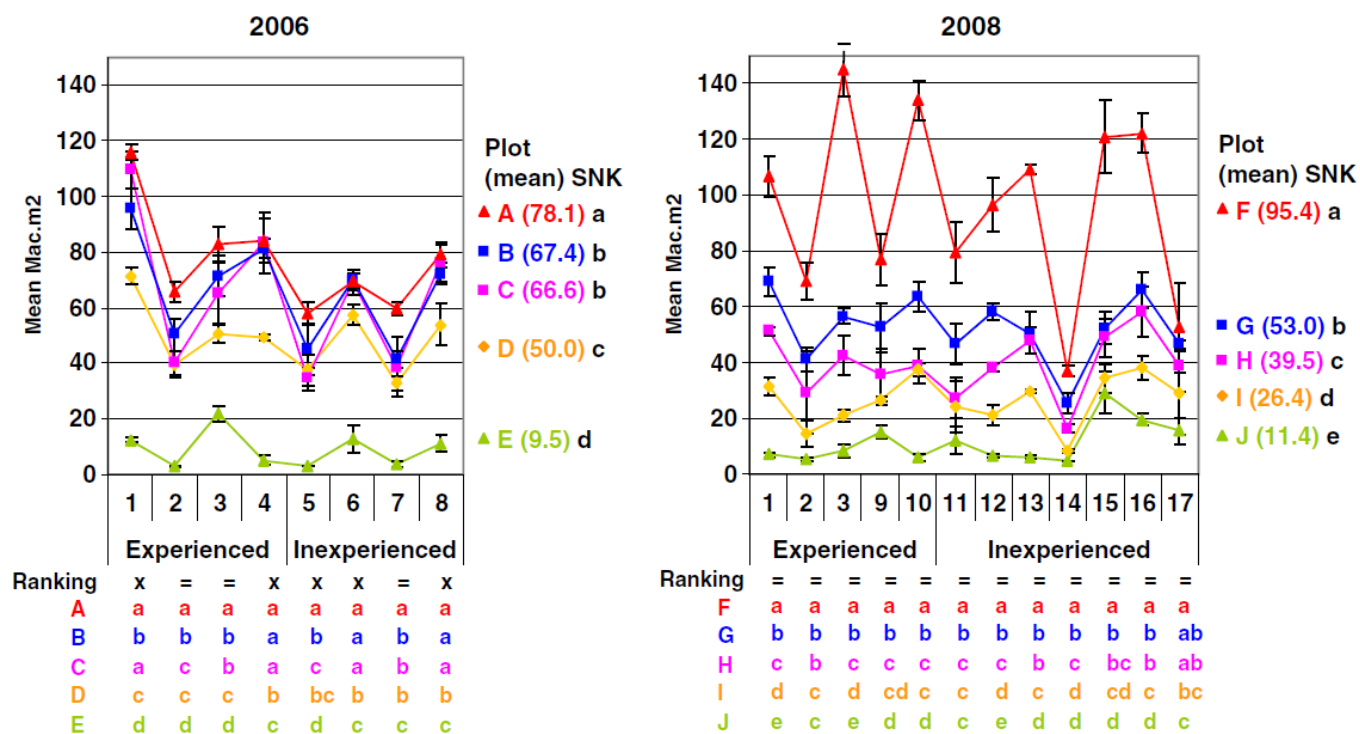 2006
2008
Mean Mac.m2
140
120
100
80
60
40
20
0
Plot
(mean) SNK
A (78.1) a
B (67.4) b
C (66.6) b
D (50.0) c
E (9.5) d
1 2 3 4 5 6 7 8
Experienced Inexperienced
Ranking x = = x x x = x
A a a a a a a a a
B b b b a b a b a
C a c b a c a b a
D c c c b bc b b b
E d d d c d c c c
Mean Mac.m2
140
120
100
80
60
40
20
0
Plot
(mean) SNK
F (95.4) a
G (53.0) b
H (39.5) c
I (26.4) d
J (11.4) e
1 2 3 9 10 11 12 13 14 15 16 17
Experienced Inexperienced
Ranking = = = = = = = = = = = =
F a a a a a a a a a a a a
G b b b b b b b b b b b ab
H c b c c c c c b c bc b ab
I d c d cd c c d c d cd c bc
J e c e d d c e d d d d c